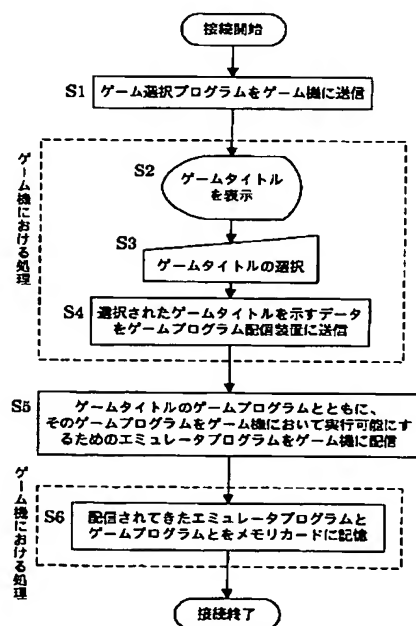 接続開始
S1
ゲーム選択プログラムをゲーム機に送信
ゲーム機における処理
S2
ゲームタイトル
を表示
S3
ゲームタイトルの選択
S4
選択されたゲームタイトルを示すデータ
をゲームプログラム配信装置に送信
S5
ゲームタイトルのゲームプログラムとともに、
そのゲームプログラムをゲーム機において実行可能にす
るためのエミュレータプログラムをゲーム機に配信
ゲーム機における処理
S6
配信されてきたエミュレータプログラムと
ゲームプログラムとをメモリカードに記憶
接続終了